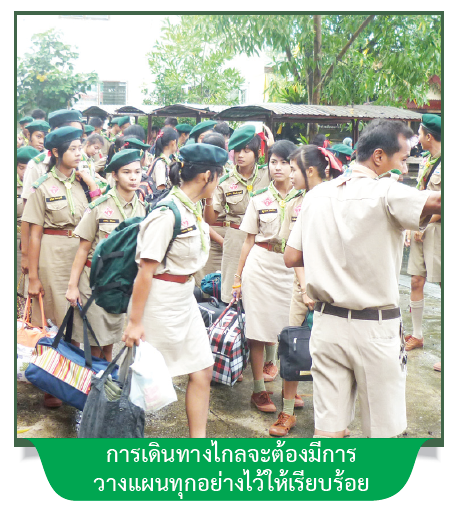 การเดินทางไกลจะต้องมีการ
วางแผนทุกอย่างไว้ให้เรียบร้อย